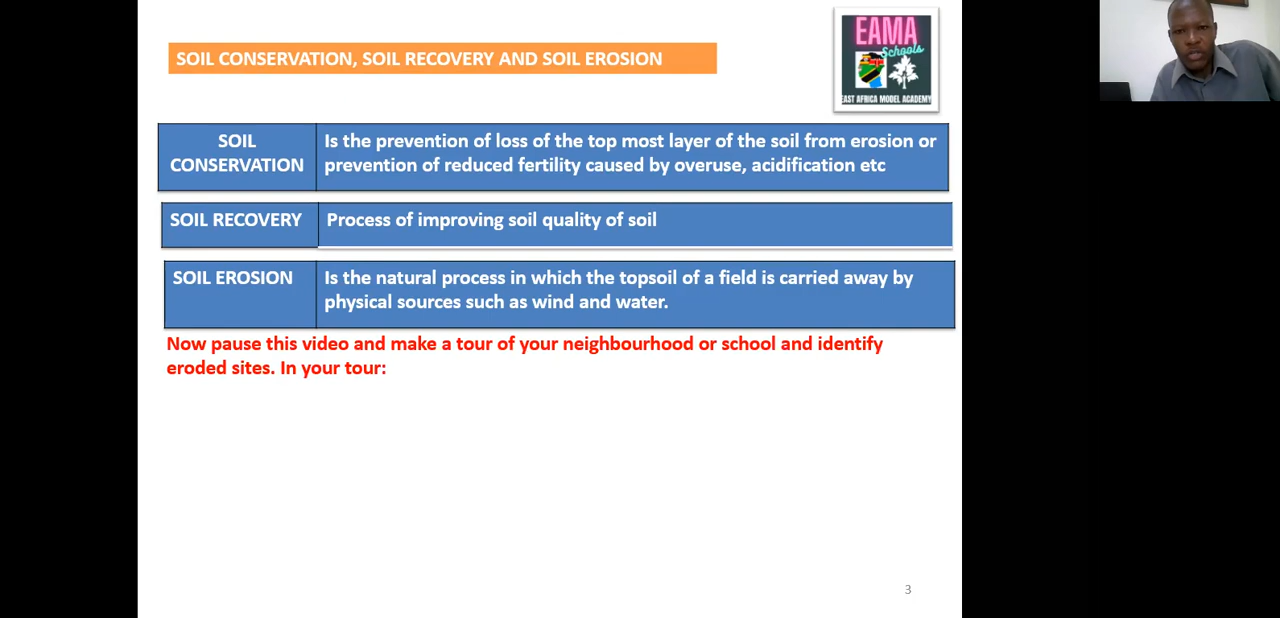 EAMA
Schools
EAST AFRICA MODEL ACADEMY
SOIL CONSERVATION, SOIL RECOVERY AND SOIL EROSION
SOIL
CONSERVATION
Is the prevention of loss of the top most layer of the soil from erosion or
prevention of reduced fertility caused by overuse, acidification etc
SOIL RECOVERY
Process of improving soil quality of soil
SOIL EROSION
Is the natural process in which the topsoil of a field is carried away by
physical sources such as wind and water.
Now pause this video and make a tour of your neighbourhood or school and identify
eroded sites. In your tour:
3